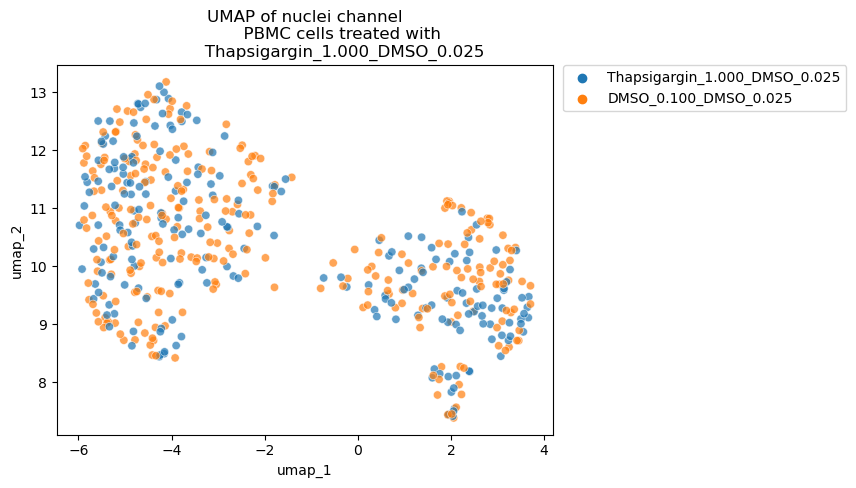 UMAP of nuclei channel
PBMC cells treated with
Thapsigargin_1.000_DMSO_0.025
Thapsigargin_1.000_DMSO_0.025
DMSO_0.100_DMSO_0.025
umap_2
13
12
11
10
9
8
−6
−4
−2
0
2
4
umap_1